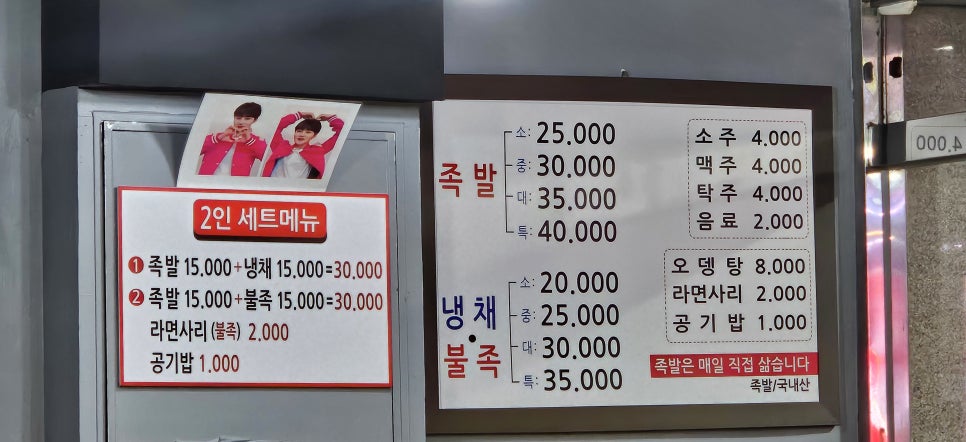 2인 세트메뉴
❶ 족발 15.000+냉채 15.000=30.000
❷ 족발 15.000+불족 15.000=30.000
라면사리 (불족) 2.000
공기밥 1.000
족발
소: 25.000
중: 30.000
대: 35.000
특: 40.000
냉채·불족
소: 20.000
중: 25.000
대: 30.000
특: 35.000
소주 4.000
맥주 4.000
탁주 4.000
음료 2.000
오뎅탕 8.000
라면사리 2.000
공기밥 1.000
족발은 매일 직접 삶습니다
족발/국내산
4.000